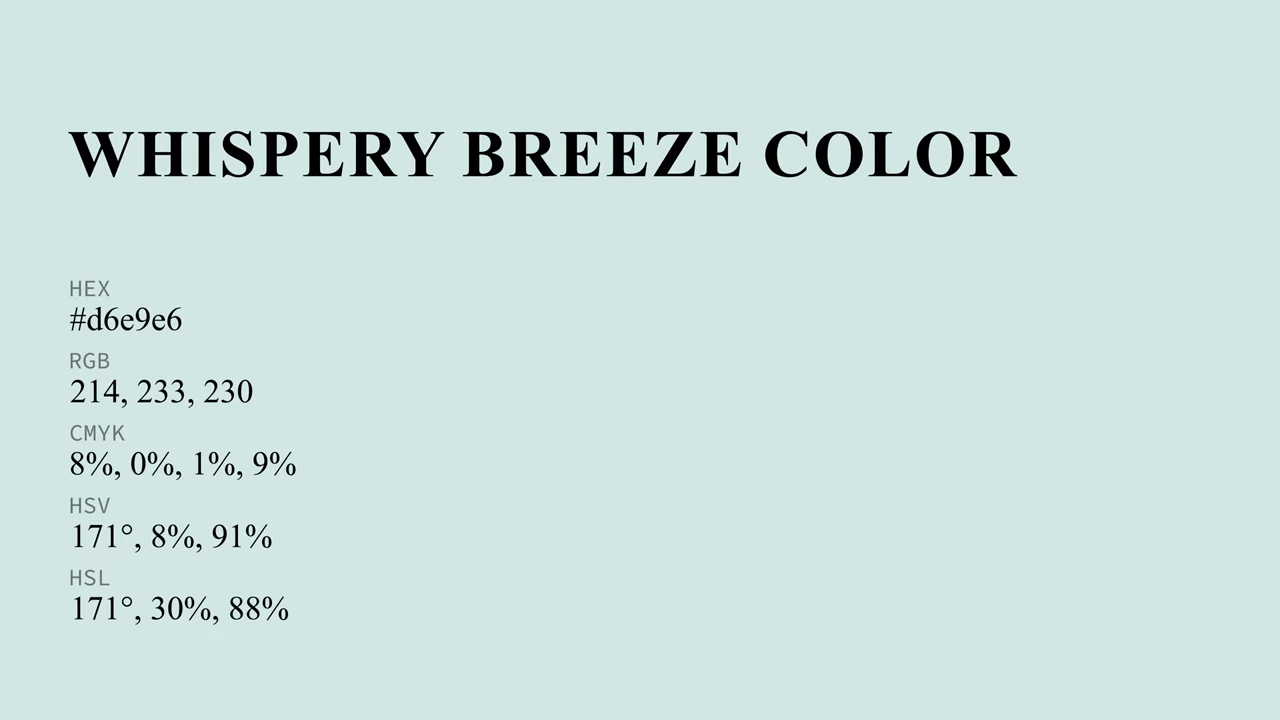 WHISPERY BREEZE COLOR
HEX
#d6e9e6
RGB
214, 233, 230
CMYK
8%, 0%, 1%, 9%
HSV
171°, 8%, 91%
HSL
171°, 30%, 88%